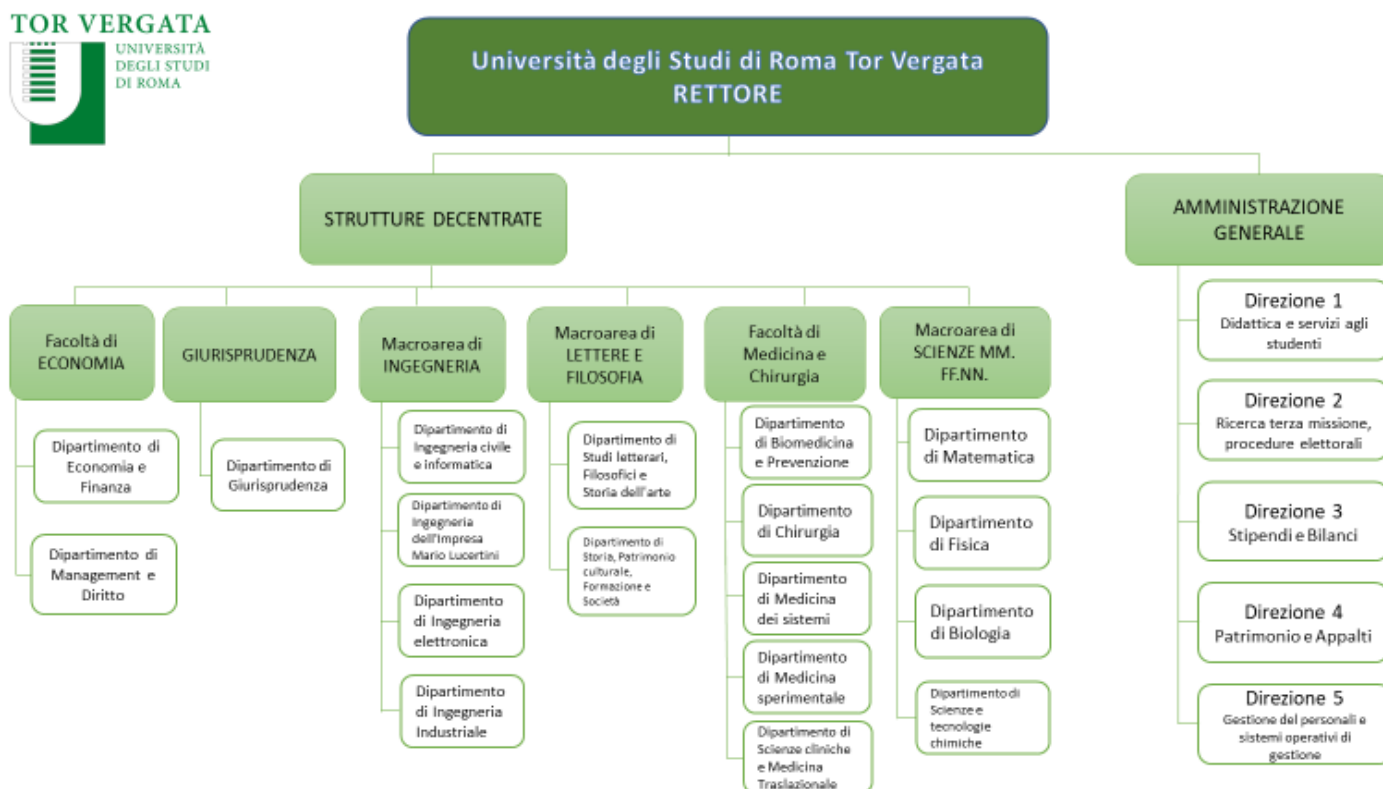 TOR VERGATA
UNIVERSITÀ
DEGLI STUDI
DI ROMA
Università degli Studi di Roma Tor Vergata
RETTORE
STRUTTURE DECENTRATE
AMMINISTRAZIONE
GENERALE
Facoltà di
ECONOMIA
Dipartimento di
Economia e
Finanza
Dipartimento di
Management e
Diritto
GIURISPRUDENZA
Dipartimento di
Giurisprudenza
Macroarea di
INGEGNERIA
Dipartimento di
Ingegneria civile
e informatica
Dipartimento di
Ingegneria
dell'Impresa
Mario Lucertini
Dipartimento
di Ingegneria
elettronica
Dipartimento
di Ingegneria
Industriale
Macroarea di
LETTERE E
FILOSOFIA
Dipartimento di
Studi letterari,
Filosofici e
Storia dell'arte
Dipartimento di
Storia, Patrimonio
culturale,
Formazione e
Società
Facoltà di
Medicina e
Chirurgia
Dipartimento
di Biomedicina
e Prevenzione
Dipartimento
di Chirurgia
Dipartimento
di Medicina
dei sistemi
Dipartimento
di Medicina
sperimentale
Dipartimento di
Scienze cliniche
e Medicina
Traslazionale
Macroarea di
SCIENZE MM.
FF.NN.
Dipartimento
di Matematica
Dipartimento
di Fisica
Dipartimento
di Biologia
Dipartimento di
Scienze e
tecnologie
chimiche
Direzione 1
Didattica e servizi agli
studenti
Direzione 2
Ricerca terza missione,
procedure elettorali
Direzione 3
Stipendi e Bilanci
Direzione 4
Patrimonio e Appalti
Direzione 5
Gestione del personali e
sistemi operativi di
gestione